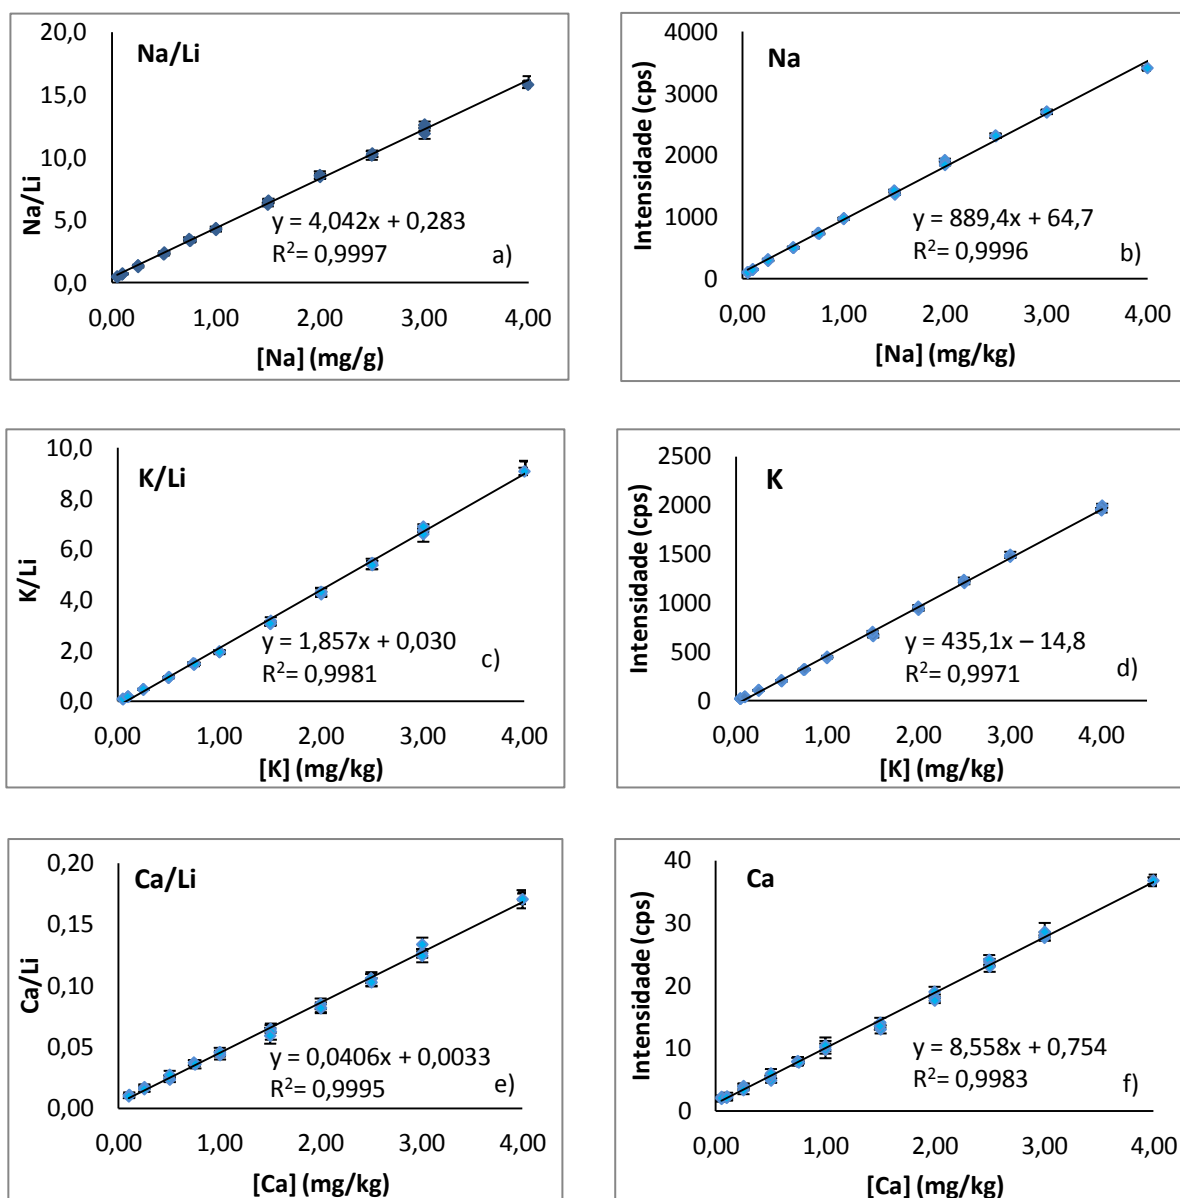 Na/Li
Na/Li
20,0
15,0
10,0
5,0
0,0
y = 4,042x + 0,283
R²= 0,9997
a)
0,00 1,00 2,00 3,00 4,00
[Na] (mg/g)
Na
Intensidade (cps)
4000
3000
2000
1000
0
y = 889,4x + 64,7
R²= 0,9996
b)
0,00 1,00 2,00 3,00 4,00
[Na] (mg/kg)
K/Li
K/Li
10,0
8,0
6,0
4,0
2,0
0,0
y = 1,857x + 0,030
R²= 0,9981
c)
0,00 1,00 2,00 3,00 4,00
[K] (mg/kg)
K
Intensidade (cps)
2500
2000
1500
1000
500
0
y = 435,1x – 14,8
R²= 0,9971
d)
0,00 1,00 2,00 3,00 4,00
[K] (mg/kg)
Ca/Li
Ca/Li
0,20
0,15
0,10
0,05
0,00
y = 0,0406x + 0,0033
R²= 0,9995
e)
0,00 1,00 2,00 3,00 4,00
[Ca] (mg/kg)
Ca
Intensidade (cps)
40
30
20
10
0
y = 8,558x + 0,754
R²= 0,9983
f)
0,00 1,00 2,00 3,00 4,00
[Ca] (mg/kg)